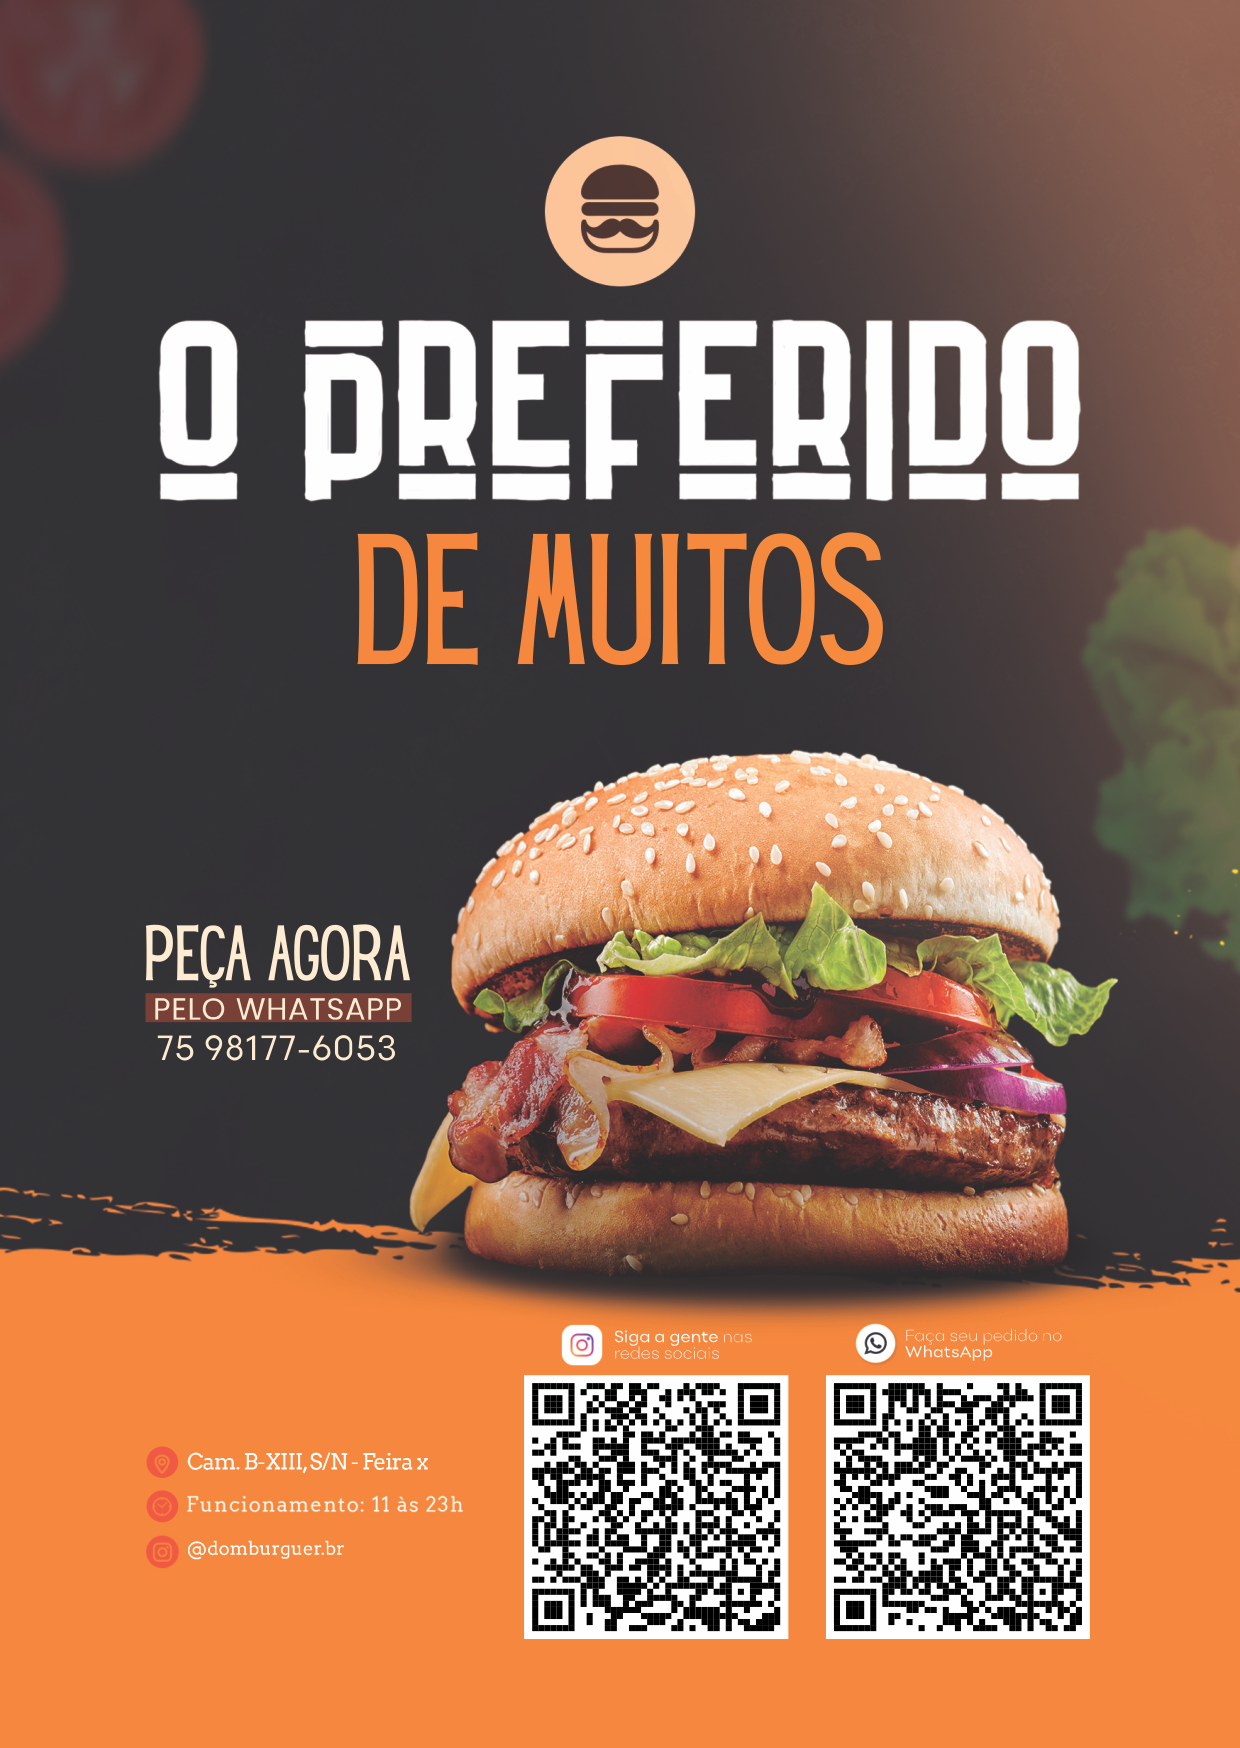 O PREFERIDO
DE MUITOS
PEÇA AGORA
PELO WHATSAPP
75 98177-6053
Siga a gente nas
redes sociais
Faça seu pedido no
WhatsApp
Cam. B-XIII, S/N - Feira x
Funcionamento: 11 às 23h
@domburguer.br